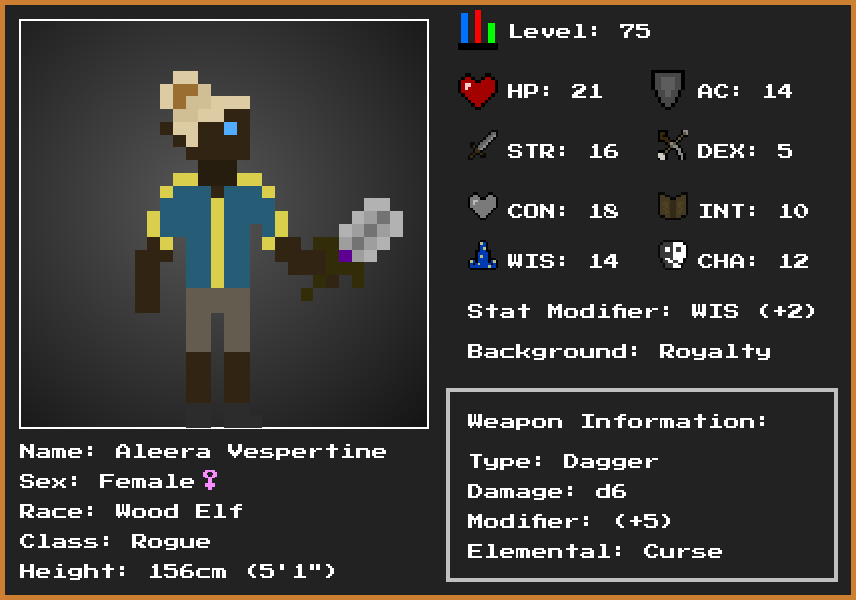 Level: 75
HP: 21 AC: 14
STR: 16 DEX: 5
CON: 18 INT: 10
WIS: 14 CHA: 12
Stat Modifier: WIS (+2)
Background: Royalty
Weapon Information:
Type: Dagger
Damage: d6
Modifier: (+5)
Elemental: Curse
Name: Aleera Vespertine
Sex: Female♀
Race: Wood Elf
Class: Rogue
Height: 156cm (5'1")